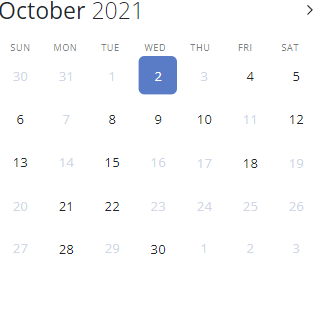 October 2021
SUN MON TUE WED THU FRI SAT
30 31 1 2 3 4 5
6 7 8 9 10 11 12
13 14 15 16 17 18 19
20 21 22 23 24 25 26
27 28 29 30 1 2 3